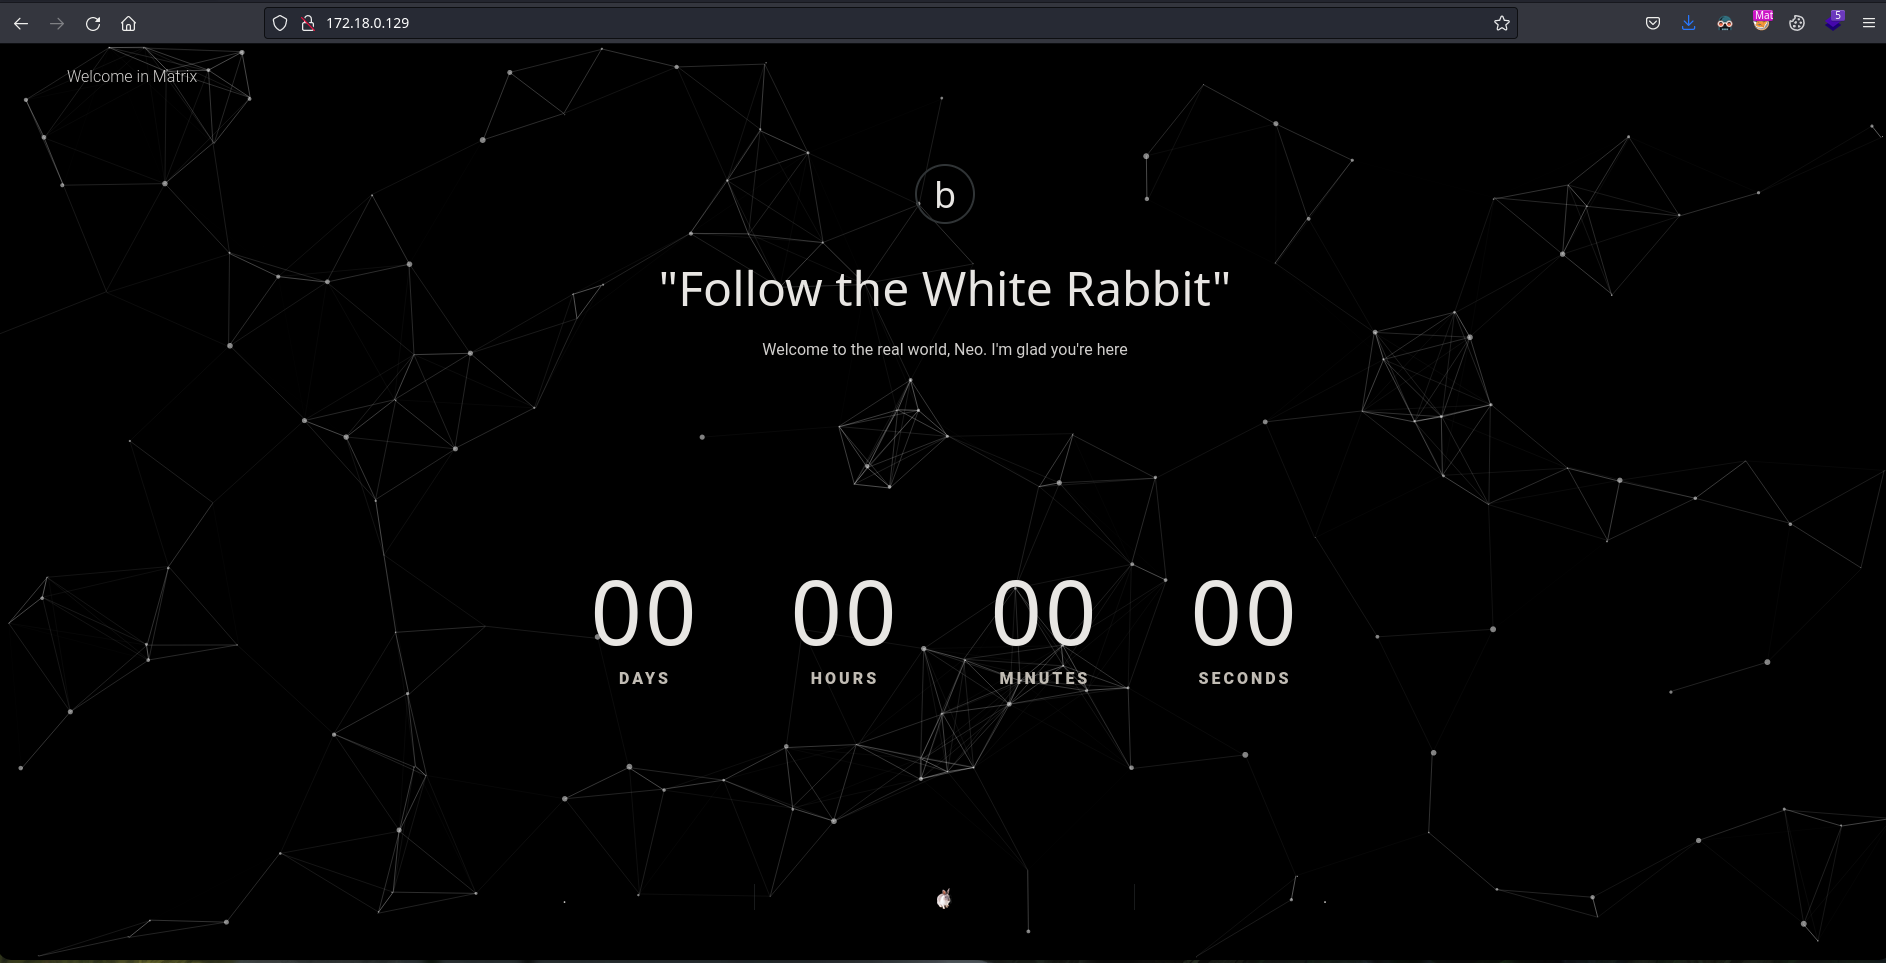 172.18.0.129
Mat
5
Welcome in Matrix
b
"Follow the White Rabbit"
Welcome to the real world, Neo. I'm glad you're here
00 00 00 00
DAYS HOURS MINUTES SECONDS